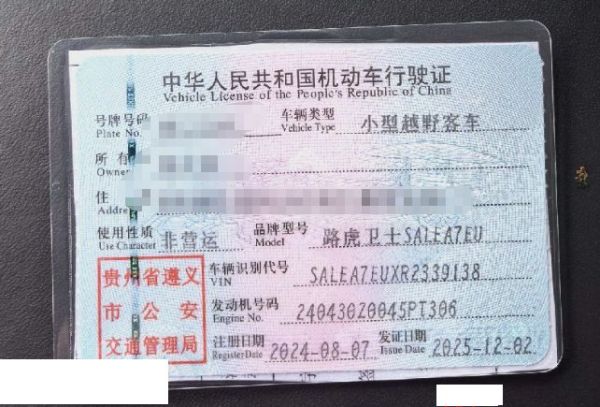 中华人民共和国机动车行驶证
Vehicle License of the People's Republic of China
号牌号码
Plate No.
车辆类型
Vehicle Type
小型越野客车
所有
Owner
住
Address
使用性质
Use Character
非营运
品牌型号
Model
路虎卫士SALEA7EU
贵州省遵义
市公安
交通管理局
车辆识别代号
VIN
SALEA7EUXR2339138
发动机号码
Engine No.
240430Z0045PT306
注册日期
Register Date
2024-08-07
发证日期
Issue Date
2025-12-02